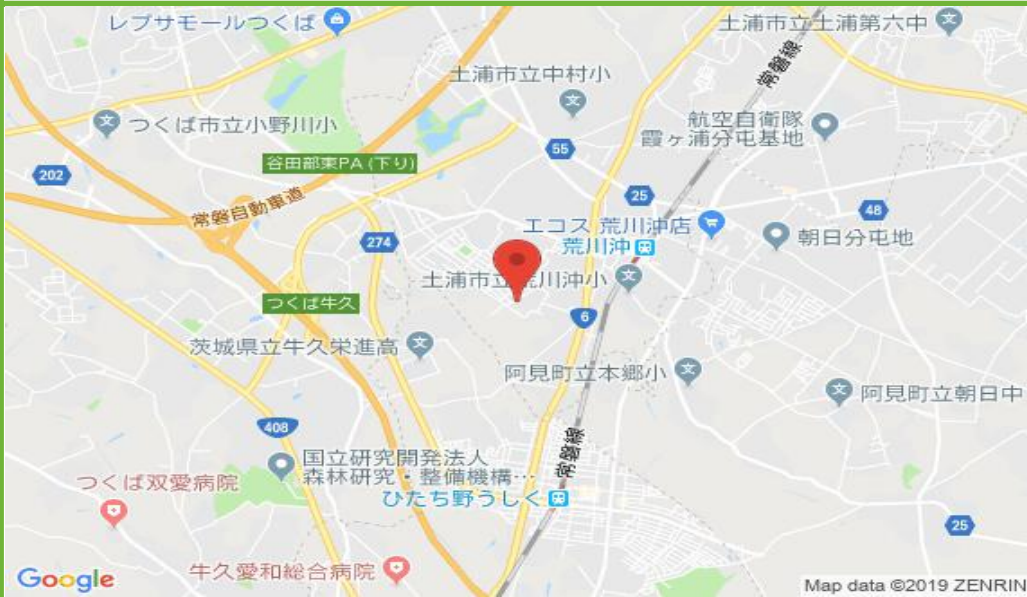 レプサモールつくば
土浦市立土浦第六中
常磐線
土浦市立中村小
つくば市立小野川小
航空自衛隊
霞ヶ浦分屯基地
55
谷田部東PA (下り)
202
25
48
常磐自動車道
エコス 荒川沖店
朝日分屯地
274
荒川沖
土浦市立荒川沖小
つくば牛久
6
茨城県立牛久栄進高
阿見町立本郷小
阿見町立朝日中
408
常磐線
国立研究開発法人
森林研究・整備機構…
つくば双愛病院
ひたち野うしく
25
牛久愛和総合病院
Google
Map data ©2019 ZENRIN